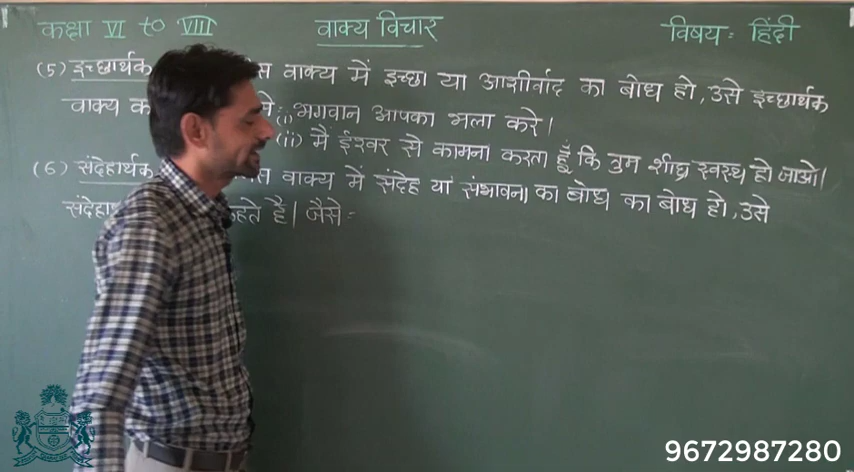 कक्षा VI to VIII वाक्य विचार विषय: हिंदी
(5) इच्छार्थक स वाक्य में इच्छा या आशीर्वाद का बोध हो, उसे इच्छार्थक
वाक्य क से: (i) भगवान आपका भला करे।
(ii) मैं ईश्वर से कामना करता हूँ कि तुम शीघ्र स्वस्थ हो जाओ।
(6) संदेहार्थक स वाक्य में संदेह या संभावना का बोध का बोध हो, उसे
संदेहा हते है। जैसे:
9672987280